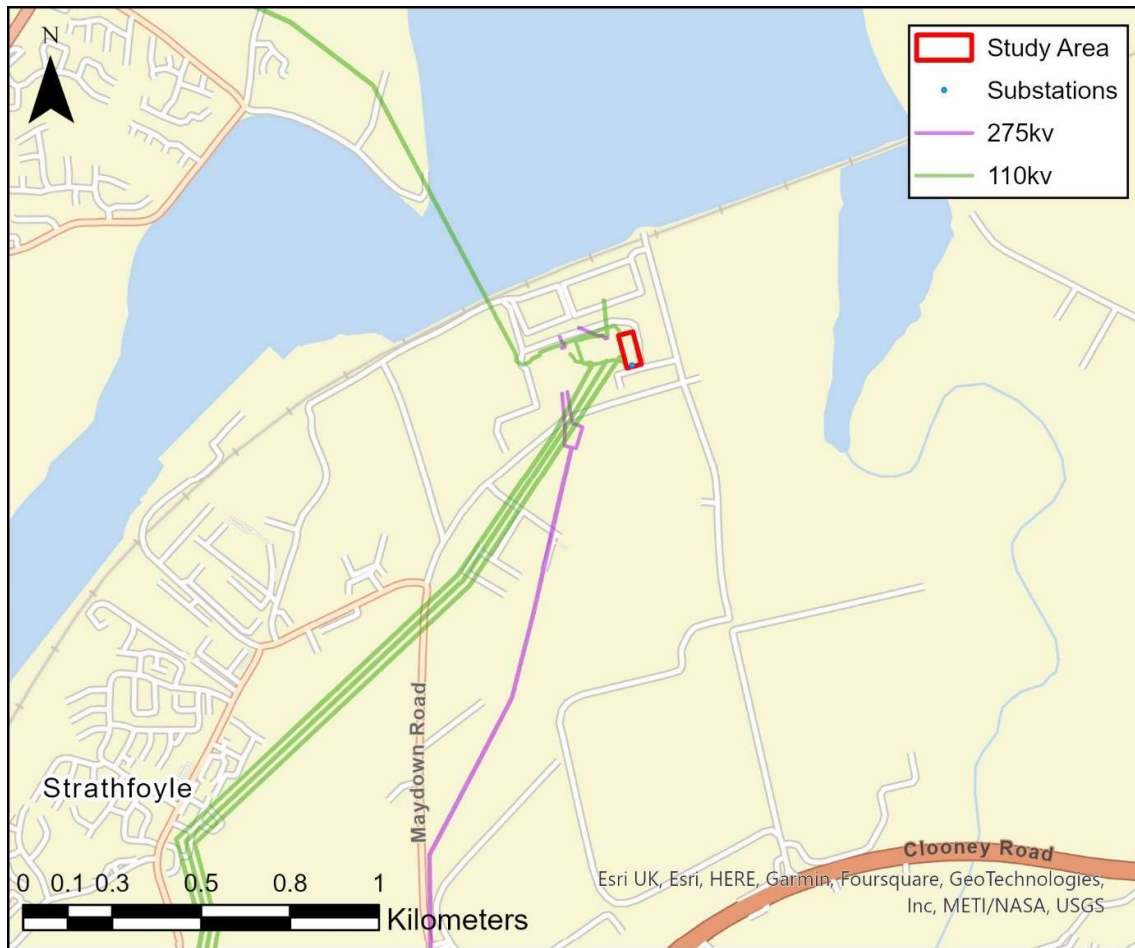 N
Study Area
Substations
275kv
110kv
Maydown Road
Strathfoyle
Clooney Road
0 0.1 0.3 0.5 0.8 1
Kilometers
Esri UK, Esri, HERE, Garmin, Foursquare, GeoTechnologies,
Inc, METI/NASA, USGS